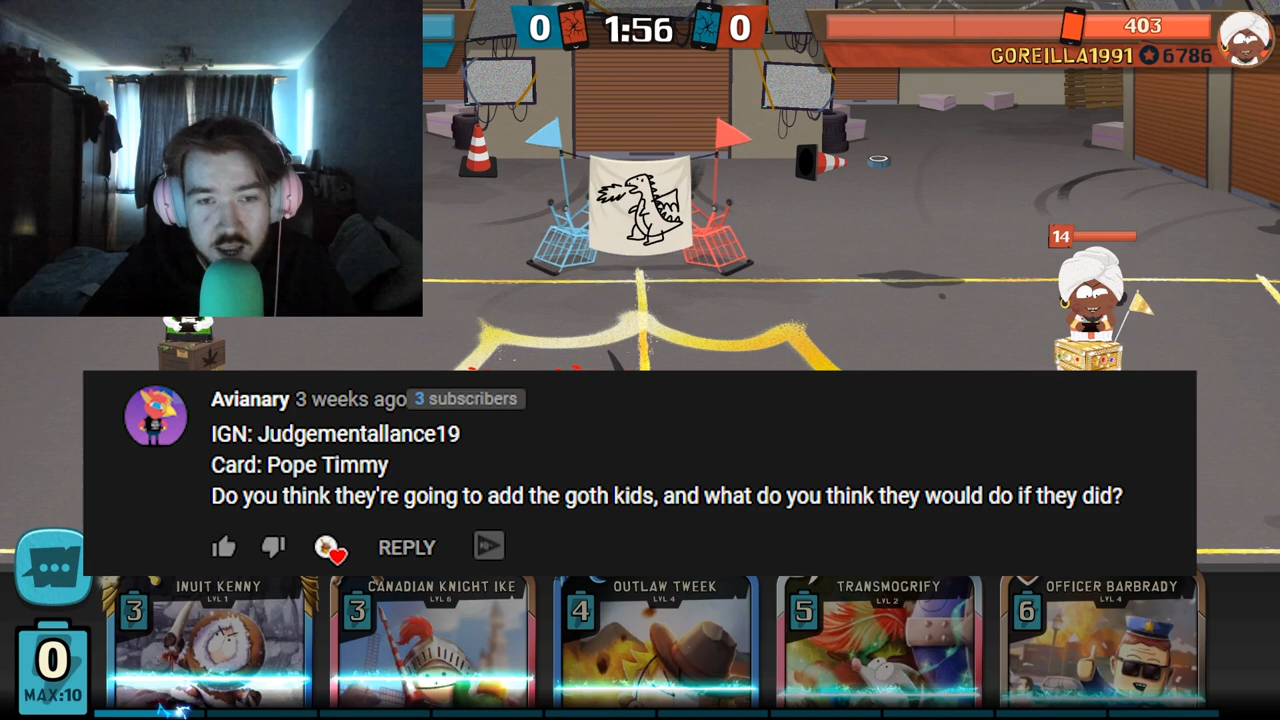 0 1:56 0
403
GOREILLA1991 6786
14
Avianary 3 weeks ago 3 subscribers
IGN: Judgementallance19
Card: Pope Timmy
Do you think they're going to add the goth kids, and what do you think they would do if they did?
REPLY
INUIT KENNY
LVL 1
3
CANADIAN KNIGHT IKE
LVL 6
3
OUTLAW TWEEK
LVL 4
4
TRANSMOGRIFY
LVL 2
5
OFFICER BARBRADY
LVL 4
6
0
MAX:10